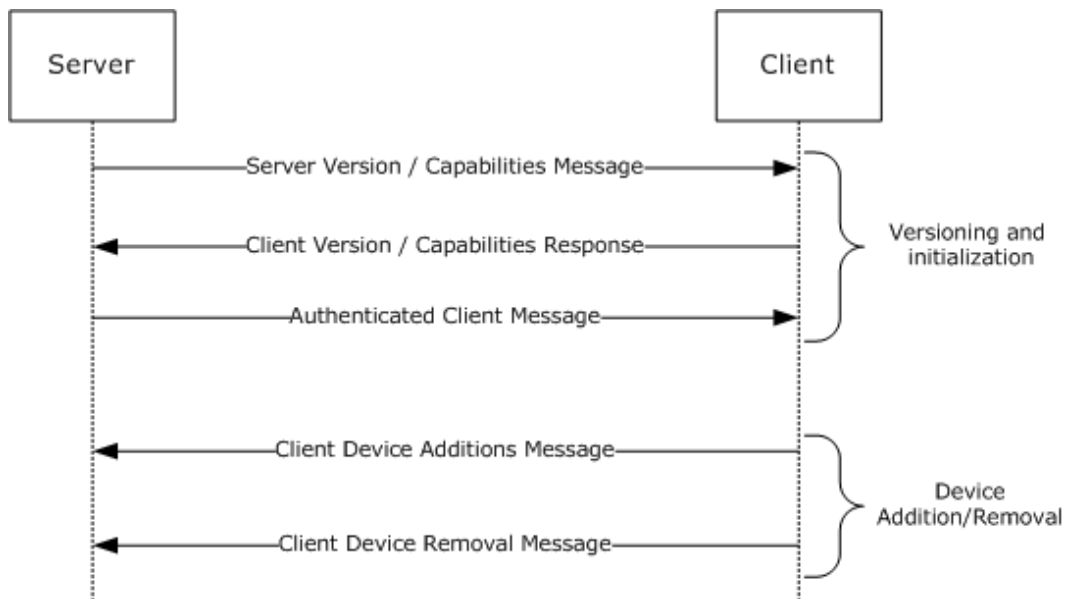 Server
Client
Server Version / Capabilities Message
Client Version / Capabilities Response
Versioning and
initialization
Authenticated Client Message
Client Device Additions Message
Device
Addition/Removal
Client Device Removal Message